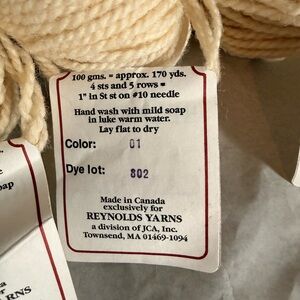 100 gms. = approx. 170 yds.
4 sts and 5 rows =
1" in St st on #10 needle
Hand wash with mild soap
in luke warm water.
Lay flat to dry
Color: 01
Dye lot: 802
Made in Canada
exclusively for
REYNOLDS YARNS
a division of JCA, Inc.
Townsend, MA 01469-1094